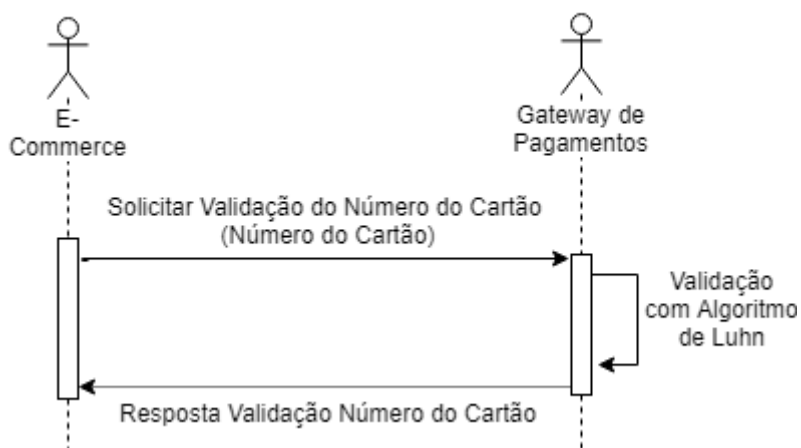 E-
Commerce
Gateway de
Pagamentos
Solicitar Validação do Número do Cartão
(Número do Cartão)
Validação
com Algoritmo
de Luhn
Resposta Validação Número do Cartão